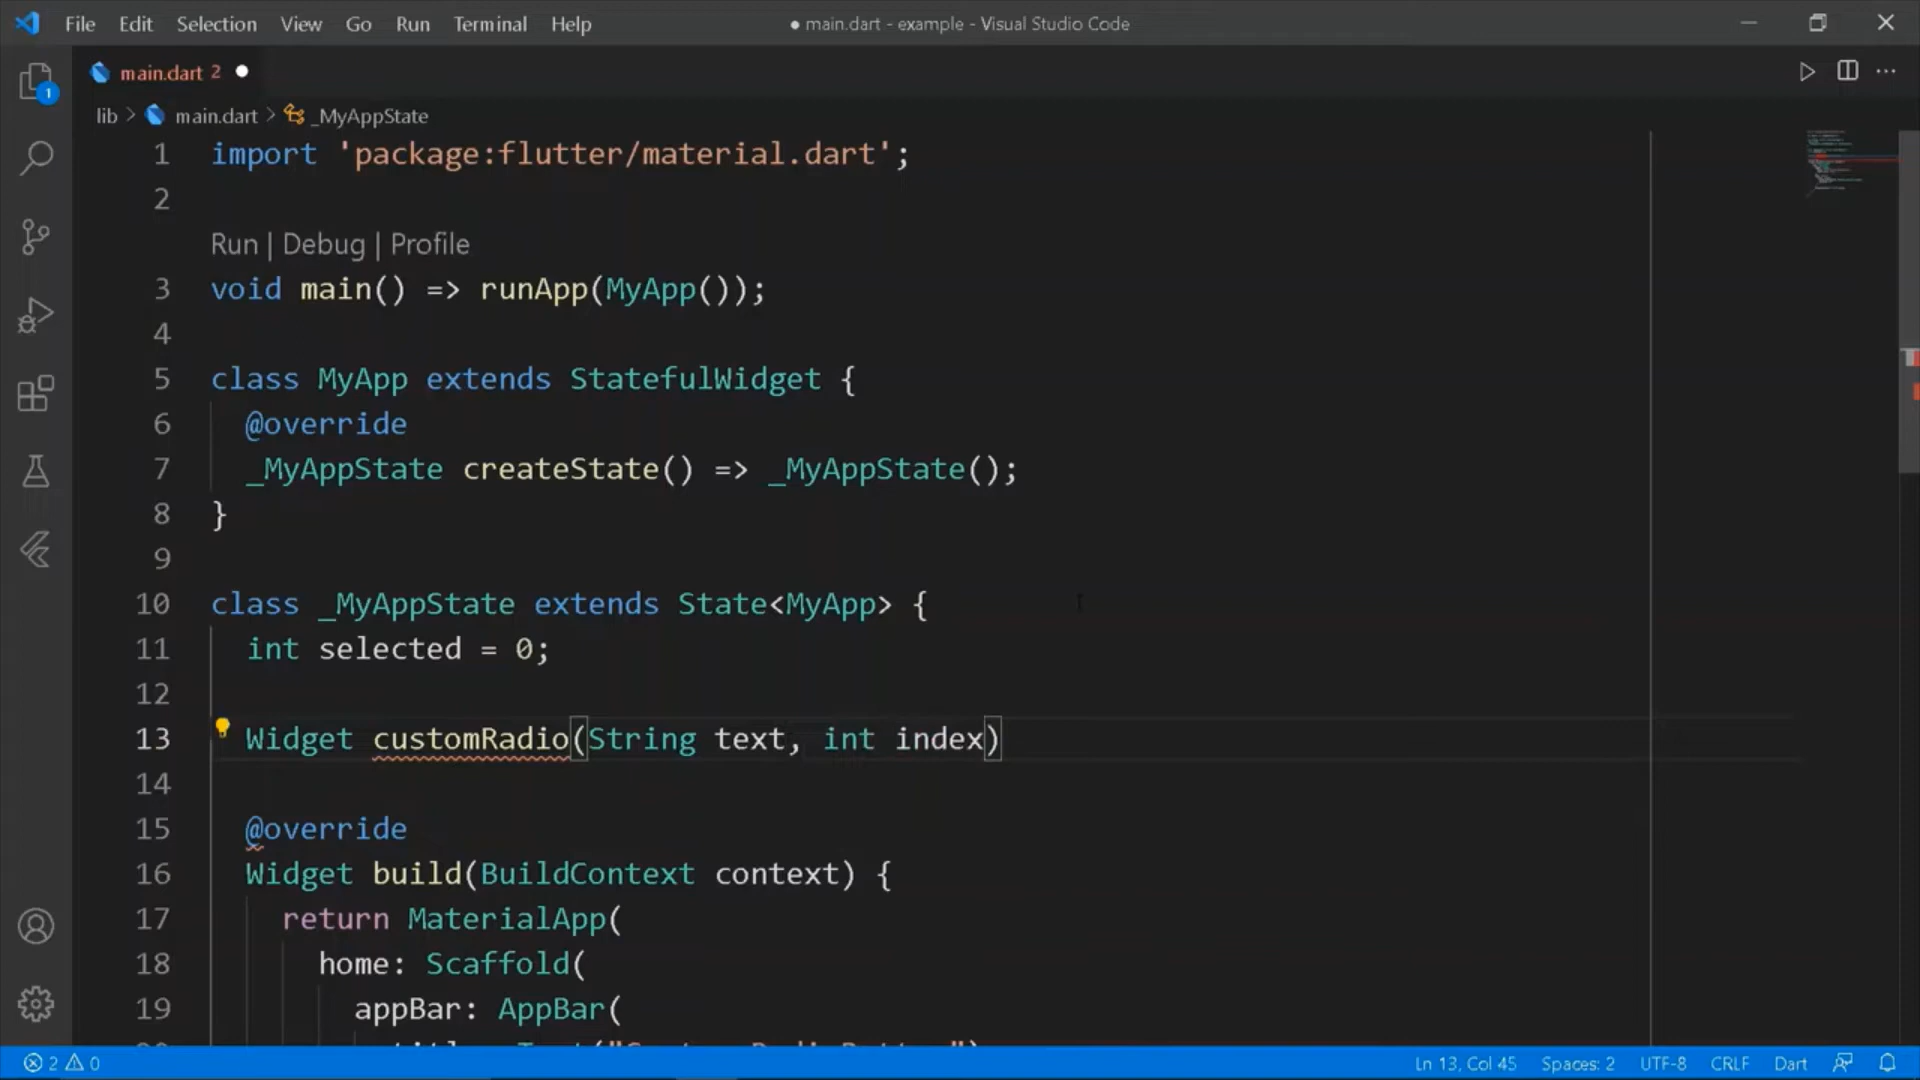 File Edit Selection View Go Run Terminal Help ● main.dart - example - Visual Studio Code
main.dart 2 ●
lib > main.dart > _MyAppState
1 import 'package:flutter/material.dart';
2
Run | Debug | Profile
3 void main() => runApp(MyApp());
4
5 class MyApp extends StatefulWidget {
6 @override
7 _MyAppState createState() => _MyAppState();
8 }
9
10 class _MyAppState extends State<MyApp> {
11 int selected = 0;
12
13 Widget customRadio(String text, int index)
14
15 @override
16 Widget build(BuildContext context) {
17 return MaterialApp(
18 home: Scaffold(
19 appBar: AppBar(
1
2 0 Ln 13, Col 45 Spaces: 2 UTF-8 CRLF Dart